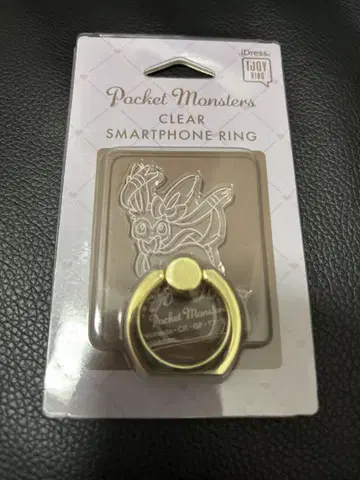 iDress.
IJOY
RING
Pocket Monsters
CLEAR
SMARTPHONE RING
Pocket Monsters